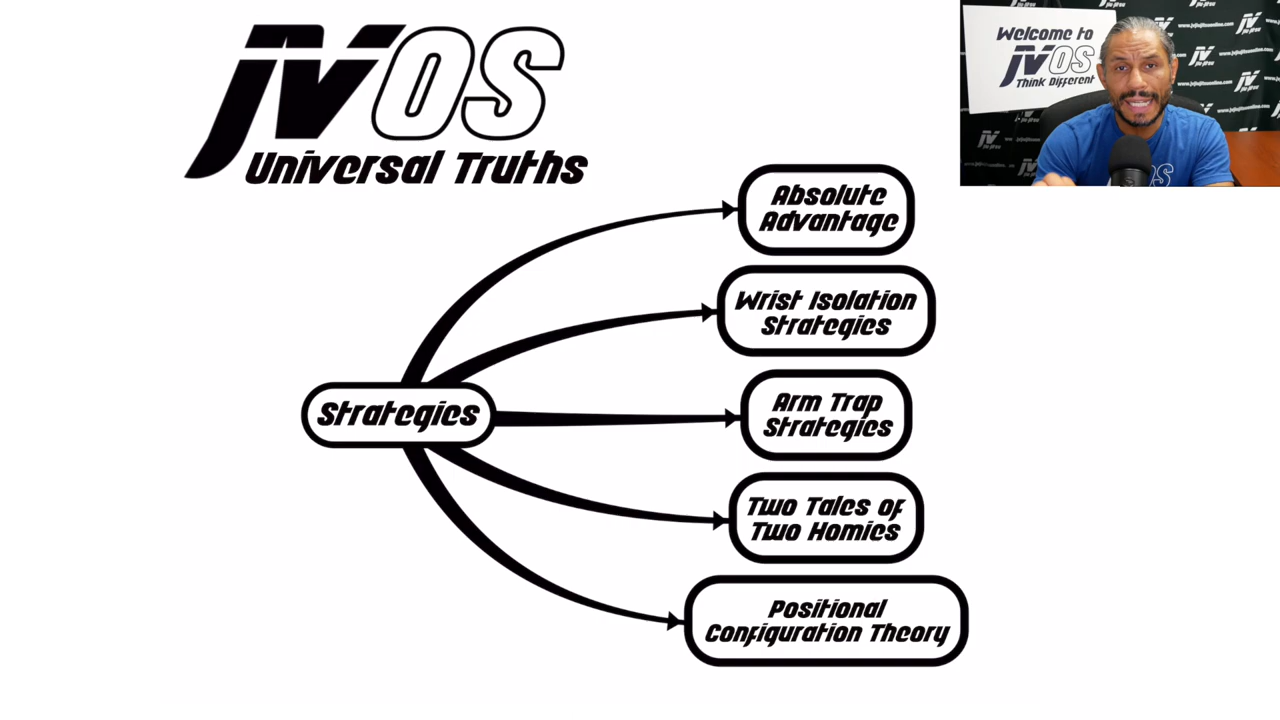 JVOS
Universal Truths
Welcome to
JVOS
Think Different
Strategies
Absolute
Advantage
Wrist Isolation
Strategies
Arm Trap
Strategies
Two Tales of
Two Homies
Positional
Configuration Theory